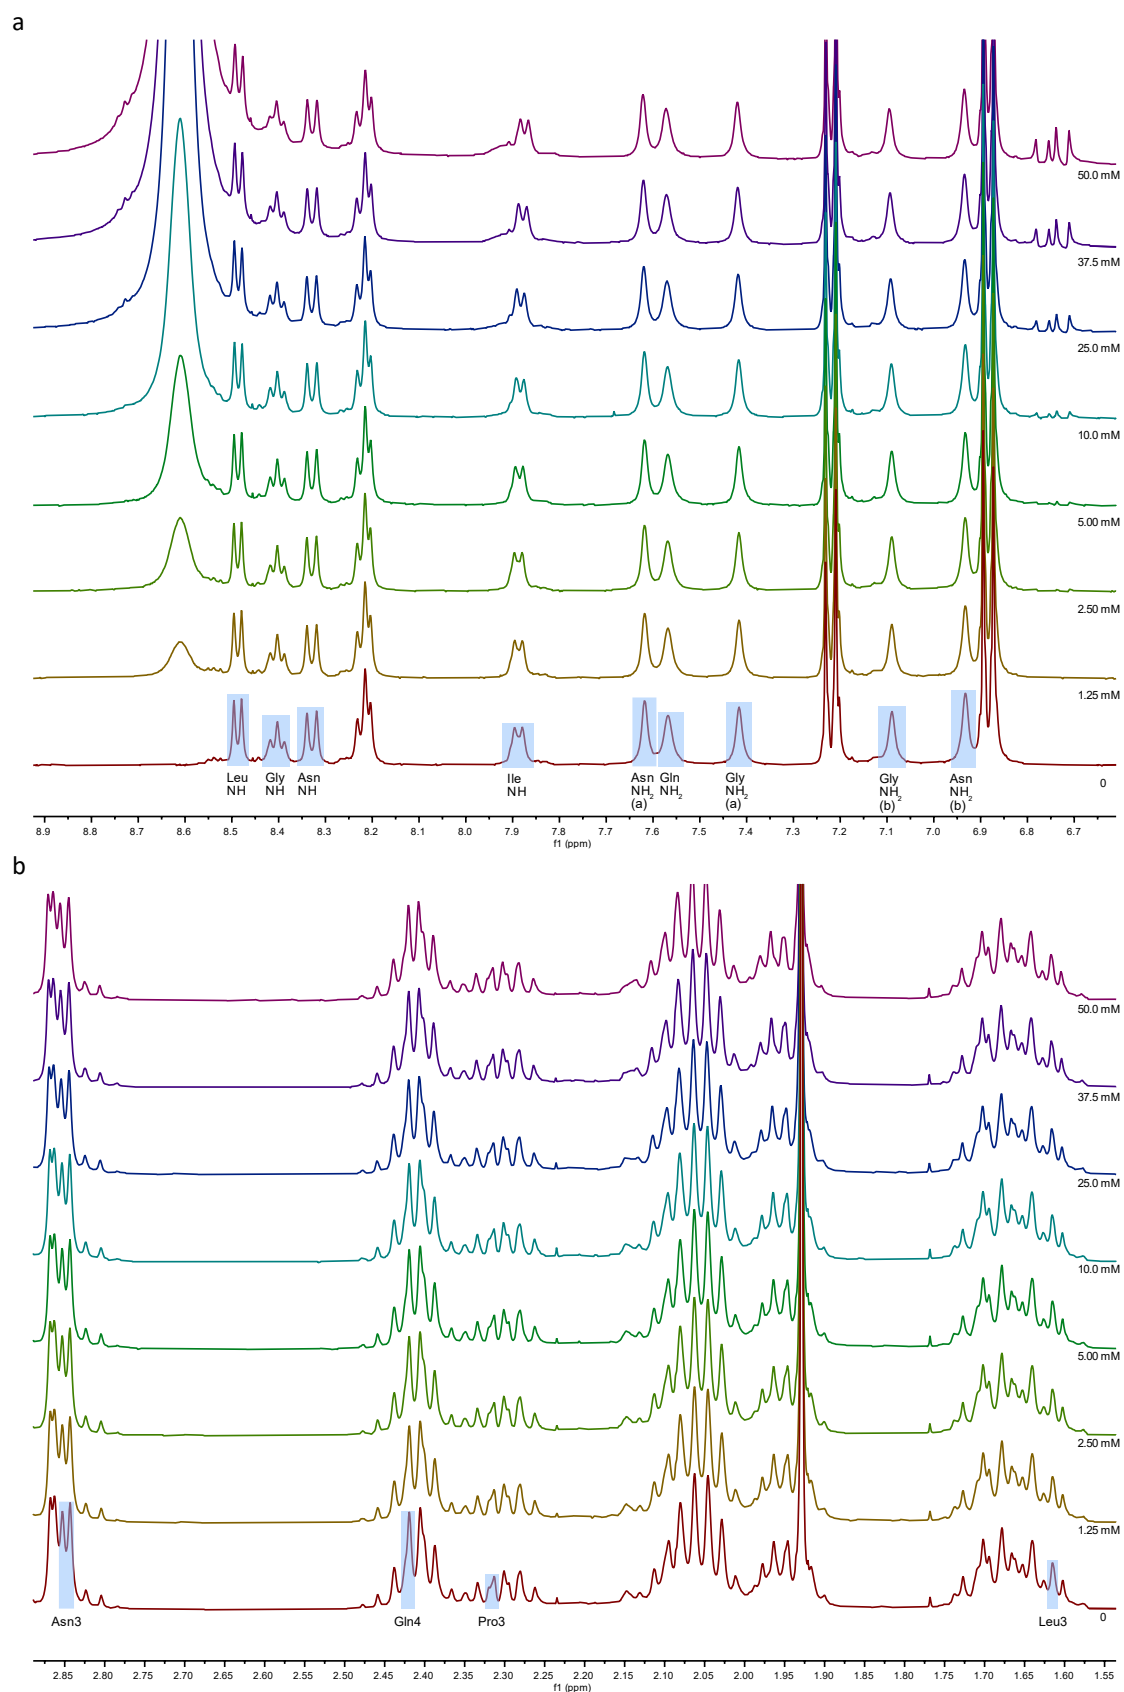 a
50.0 mM
37.5 mM
25.0 mM
10.0 mM
5.00 mM
2.50 mM
1.25 mM
0
Leu Gly Asn Ile Asn Gln Gly Gly Asn
NH NH NH NH NH2 NH2 NH2 NH2 NH2
(a) (a) (b) (b)
8.9 8.8 8.7 8.6 8.5 8.4 8.3 8.2 8.1 8.0 7.9 7.8 7.7 7.6 7.5 7.4 7.3 7.2 7.1 7.0 6.9 6.8 6.7
f1 (ppm)
b
50.0 mM
37.5 mM
25.0 mM
10.0 mM
5.00 mM
2.50 mM
1.25 mM
0
Asn3 Gln4 Pro3 Leu3
2.85 2.80 2.75 2.70 2.65 2.60 2.55 2.50 2.45 2.40 2.35 2.30 2.25 2.20 2.15 2.10 2.05 2.00 1.95 1.90 1.85 1.80 1.75 1.70 1.65 1.60 1.55
f1 (ppm)